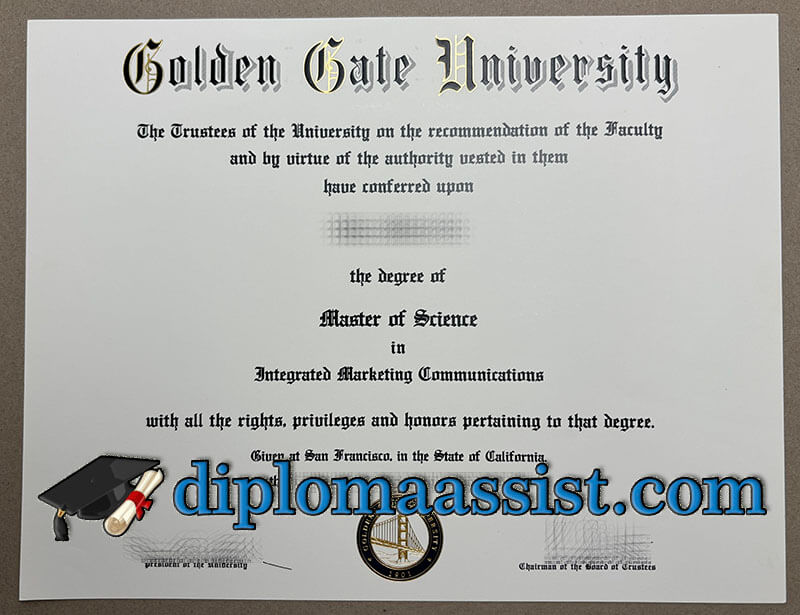 Golden Gate University
The Trustees of the University on the recommendation of the Faculty
and by virtue of the authority vested in them
have conferred upon
the degree of
Master of Science
in
Integrated Marketing Communications
with all the rights, privileges and honors pertaining to that degree.
Given at San Francisco, in the State of California,
diplomaassist.com
President of the University
Chairman of the Board of Trustees
1901